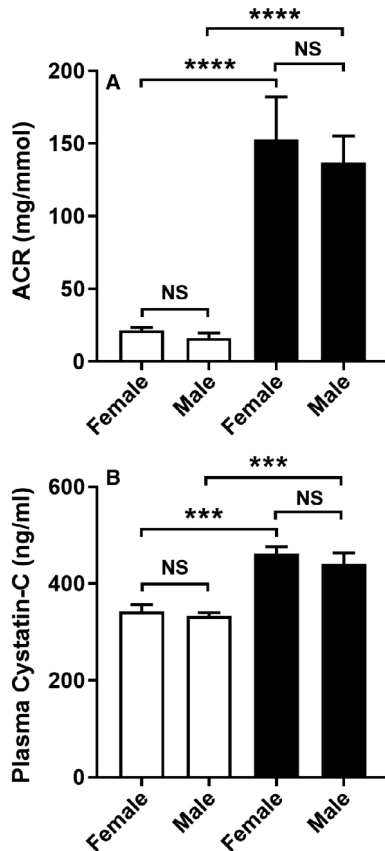 ****
****
NS
A
200
150
100
50
0
ACR (mg/mmol)
NS
Female
Male
Female
Male
B
***
***
NS
NS
600
400
200
0
Plasma Cystatin-C (ng/ml)
Female
Male
Female
Male